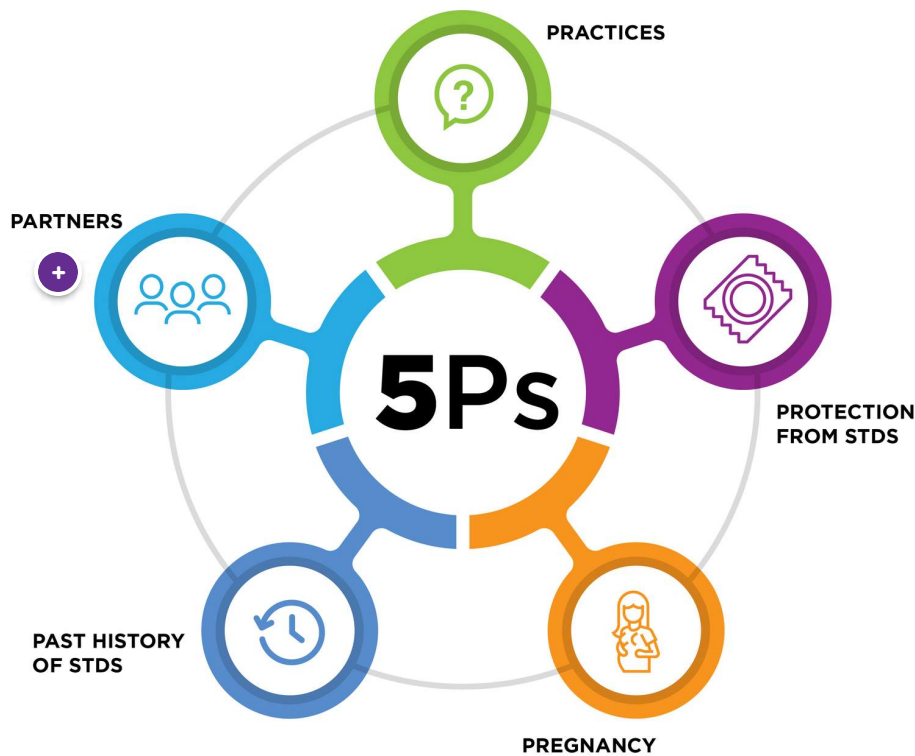 PRACTICES
?
PARTNERS
+
5Ps
PROTECTION
FROM STDS
PAST HISTORY
OF STDS
PREGNANCY